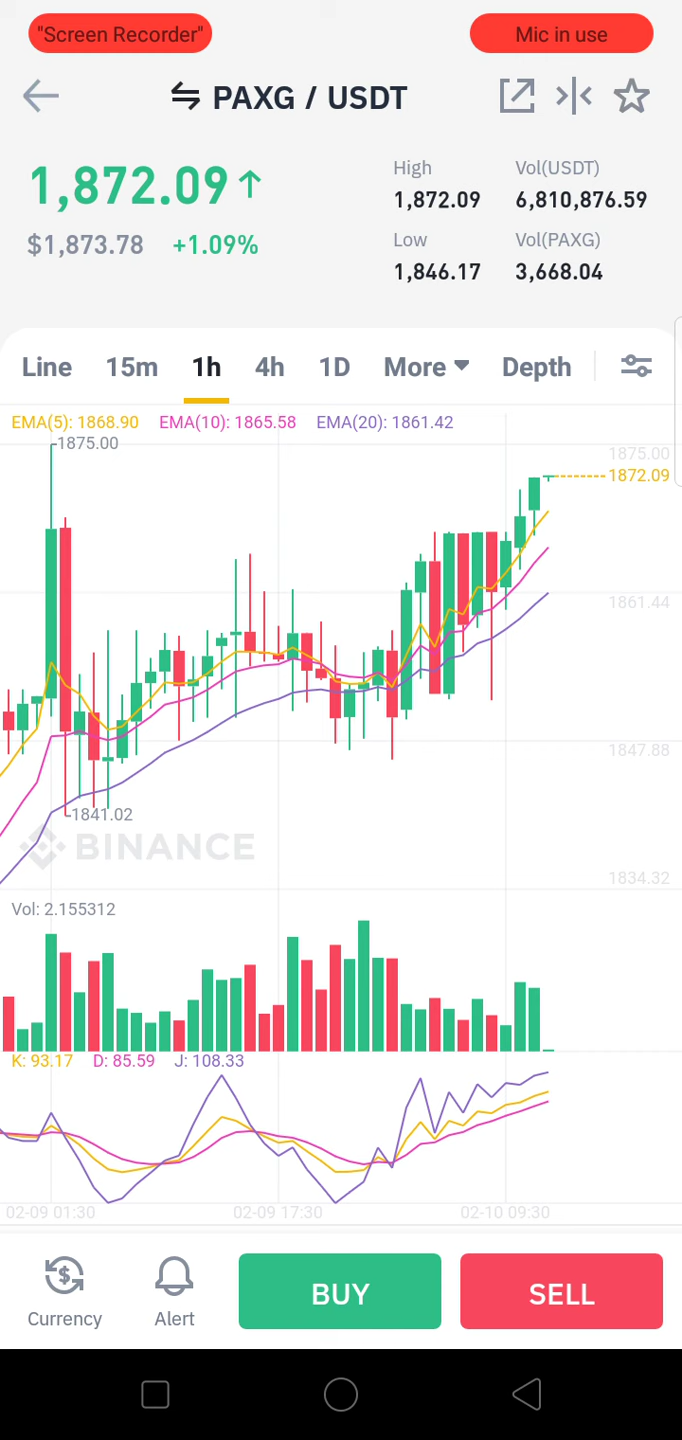 "Screen Recorder" Mic in use
PAXG / USDT
1,872.09↑
$1,873.78 +1.09%
High Vol(USDT)
1,872.09 6,810,876.59
Low Vol(PAXG)
1,846.17 3,668.04
Line 15m 1h 4h 1D More Depth
EMA(5): 1868.90 EMA(10): 1865.58 EMA(20): 1861.42
1875.00
1875.00
1872.09
1861.44
1847.88
1841.02
BINANCE
1834.32
Vol: 2.155312
K: 93.17 D: 85.59 J: 108.33
02-09 01:30 02-09 17:30 02-10 09:30
Currency Alert BUY SELL